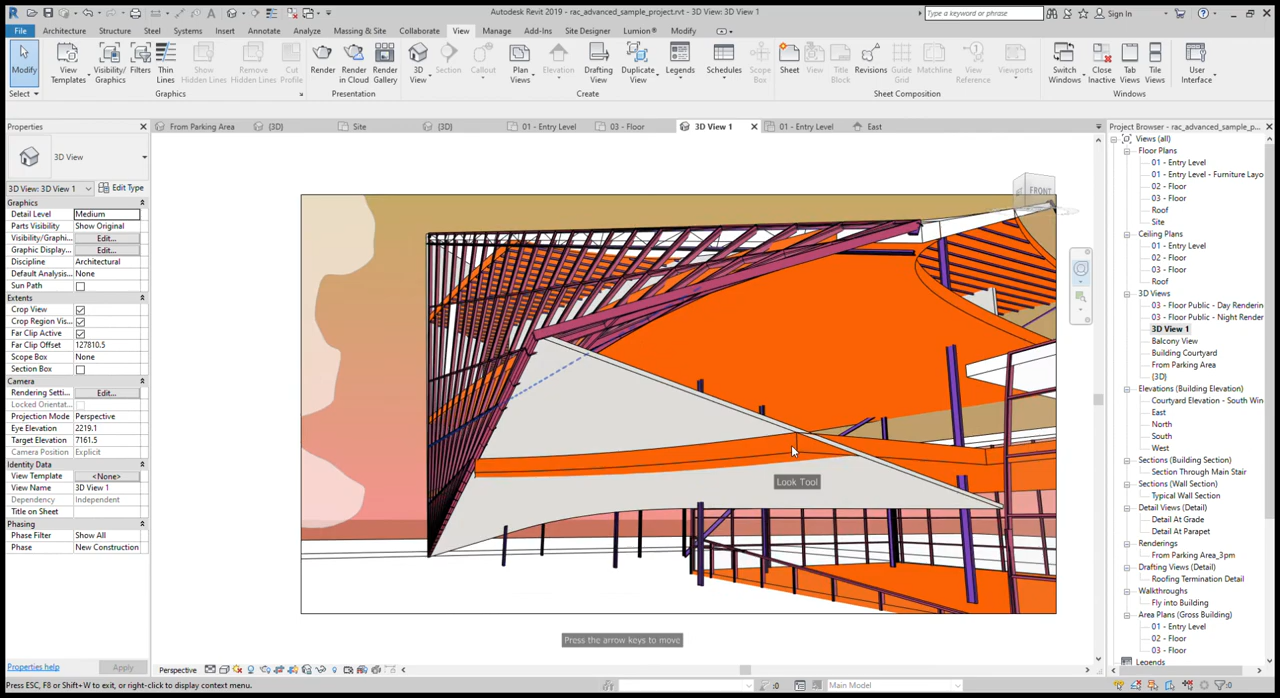 Autodesk Revit 2019 - rac_advanced_sample_project.rvt - 3D View: 3D View 1
Type a keyword or phrase
Sign In
File Architecture Structure Steel Systems Insert Annotate Analyze Massing & Site Collaborate View Manage Add-Ins Site Designer Lumion® Modify
Modify
View Templates
Visibility/ Graphics
Filters
Thin Lines
Show Hidden Lines
Remove Hidden Lines
Cut Profile
Render
Render in Cloud
Render Gallery
3D View
Section
Callout
Plan Views
Elevation
Drafting View
Duplicate View
Legends
Schedules
Scope Box
Sheet
View
Title Block
Revisions
Guide Grid
Matchline
View Reference
Viewports
Switch Windows
Close Inactive
Tab Views
Tile Views
User Interface
Select
Graphics
Presentation
Create
Sheet Composition
Windows
Properties
From Parking Area
{3D}
Site
{3D}
01 - Entry Level
03 - Floor
3D View 1
01 - Entry Level
East
3D View
3D View: 3D View 1
Edit Type
Graphics
Detail Level Medium
Parts Visibility Show Original
Visibility/Graphi... Edit...
Graphic Display... Edit...
Discipline Architectural
Default Analysis... None
Sun Path
Extents
Crop View
Crop Region Vis...
Far Clip Active
Far Clip Offset 127810.5
Scope Box None
Section Box
Camera
Rendering Setti... Edit...
Locked Orientat...
Projection Mode Perspective
Eye Elevation 2219.1
Target Elevation 7161.5
Camera Position Explicit
Identity Data
View Template <None>
View Name 3D View 1
Dependency Independent
Title on Sheet
Phasing
Phase Filter Show All
Phase New Construction
Properties help
Apply
FRONT
Look Tool
Press the arrow keys to move
Project Browser - rac_advanced_sample_p...
Views (all)
Floor Plans
01 - Entry Level
01 - Entry Level - Furniture Layo
02 - Floor
03 - Floor
Roof
Site
Ceiling Plans
01 - Entry Level
02 - Floor
03 - Floor
Roof
3D Views
03 - Floor Public - Day Renderin
03 - Floor Public - Night Render
3D View 1
Balcony View
Building Courtyard
From Parking Area
{3D}
Elevations (Building Elevation)
Courtyard Elevation - South Win
East
North
South
West
Sections (Building Section)
Section Through Main Stair
Sections (Wall Section)
Typical Wall Section
Detail Views (Detail)
Detail At Grade
Detail At Parapet
Renderings
From Parking Area_3pm
Drafting Views (Detail)
Roofing Termination Detail
Walkthroughs
Fly into Building
Area Plans (Gross Building)
01 - Entry Level
02 - Floor
03 - Floor
Legends
Perspective
Press ESC, F8 or Shift+W to exit, or right-click to display context menu.
:0
Main Model
:0